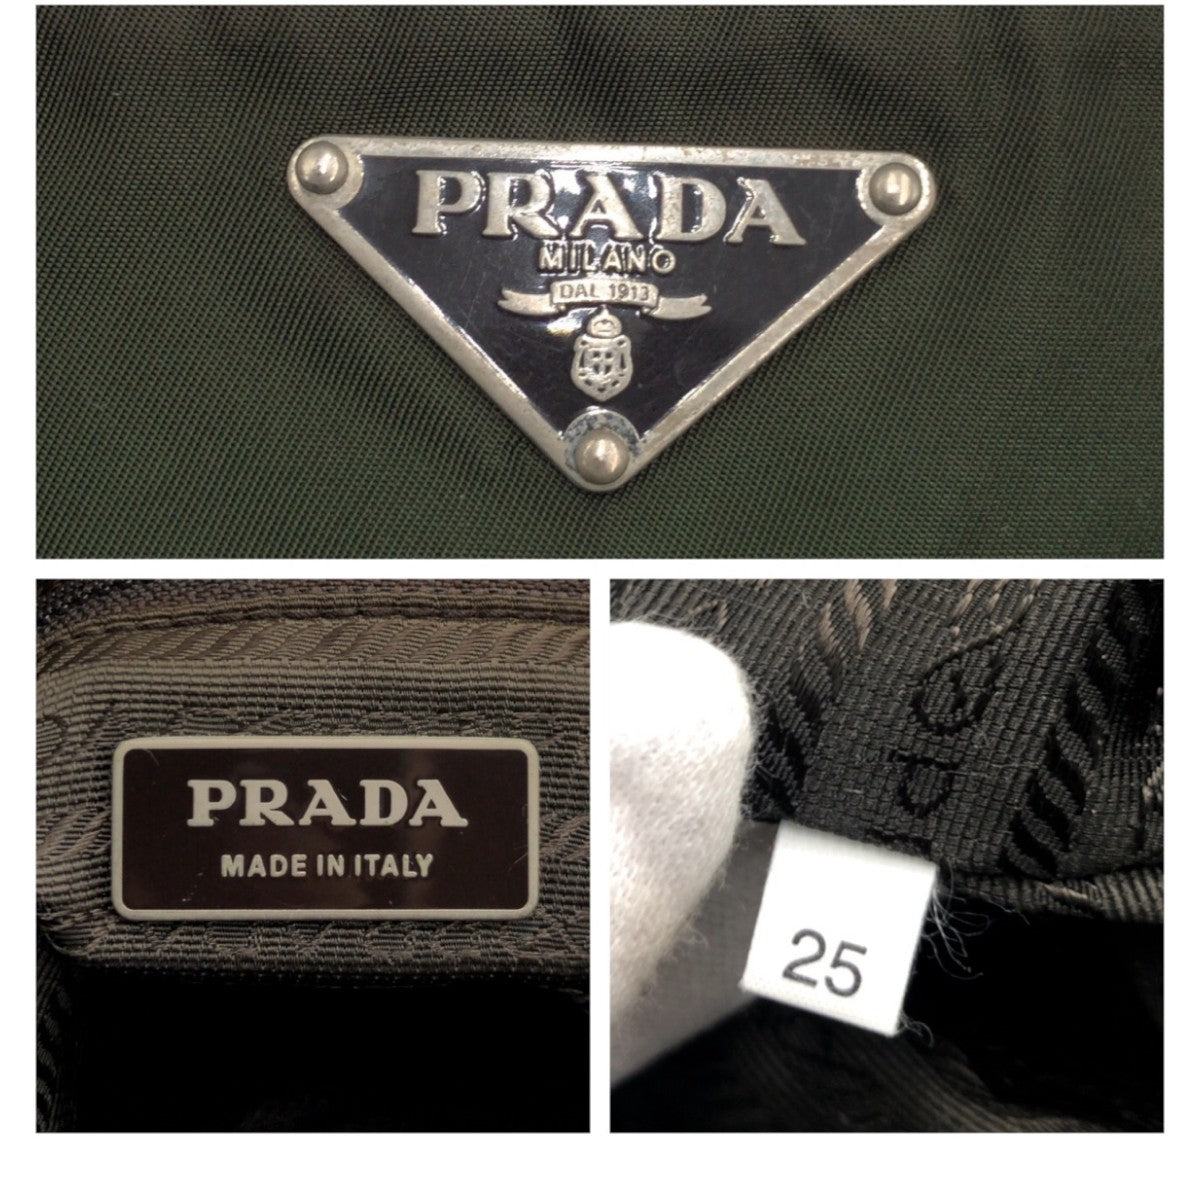 PRADA
MILANO
DAL 1913
PRADA
MADE IN ITALY
25